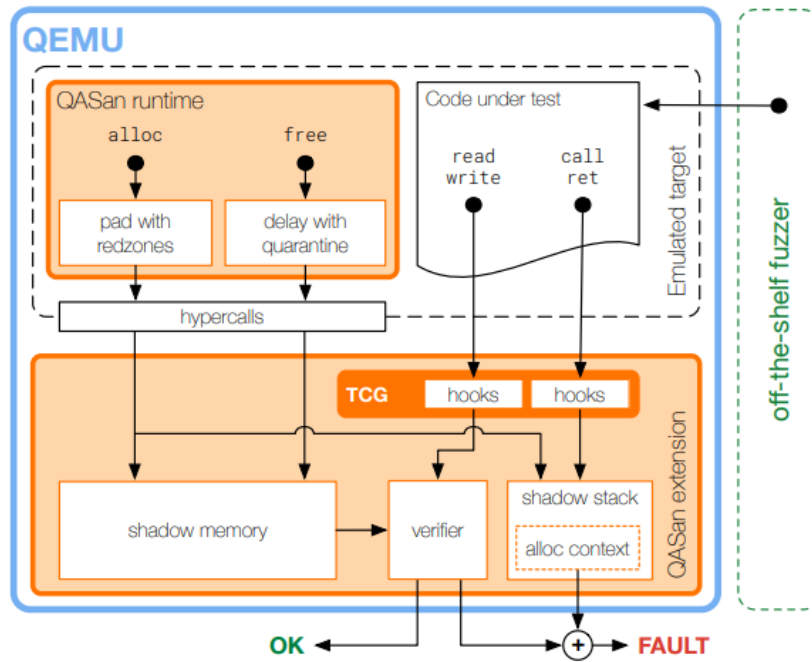 QEMU
QASan runtime
alloc
free
pad with
redzones
delay with
quarantine
Code under test
read
write
call
ret
Emulated target
off-the-shelf fuzzer
hypercalls
TCG
hooks
hooks
shadow memory
verifier
shadow stack
alloc context
QASan extension
OK
+
FAULT